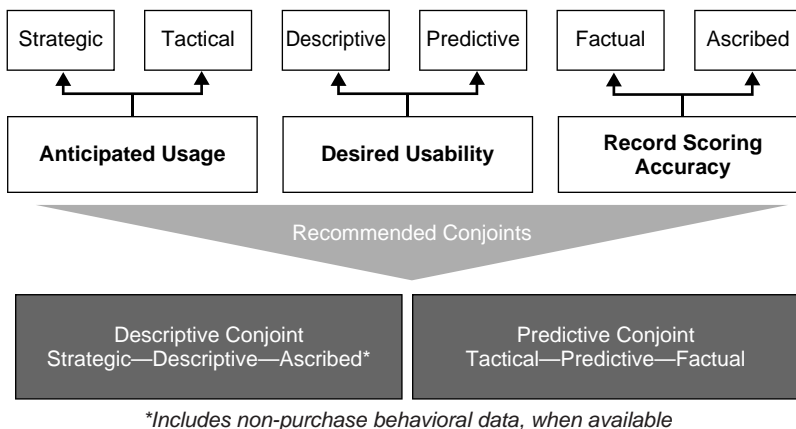 Strategic
Tactical
Descriptive
Predictive
Factual
Ascribed
Anticipated Usage
Desired Usability
Record Scoring
Accuracy
Recommended Conjoints
Descriptive Conjoint
Strategic—Descriptive—Ascribed*
Predictive Conjoint
Tactical—Predictive—Factual
*Includes non-purchase behavioral data, when available